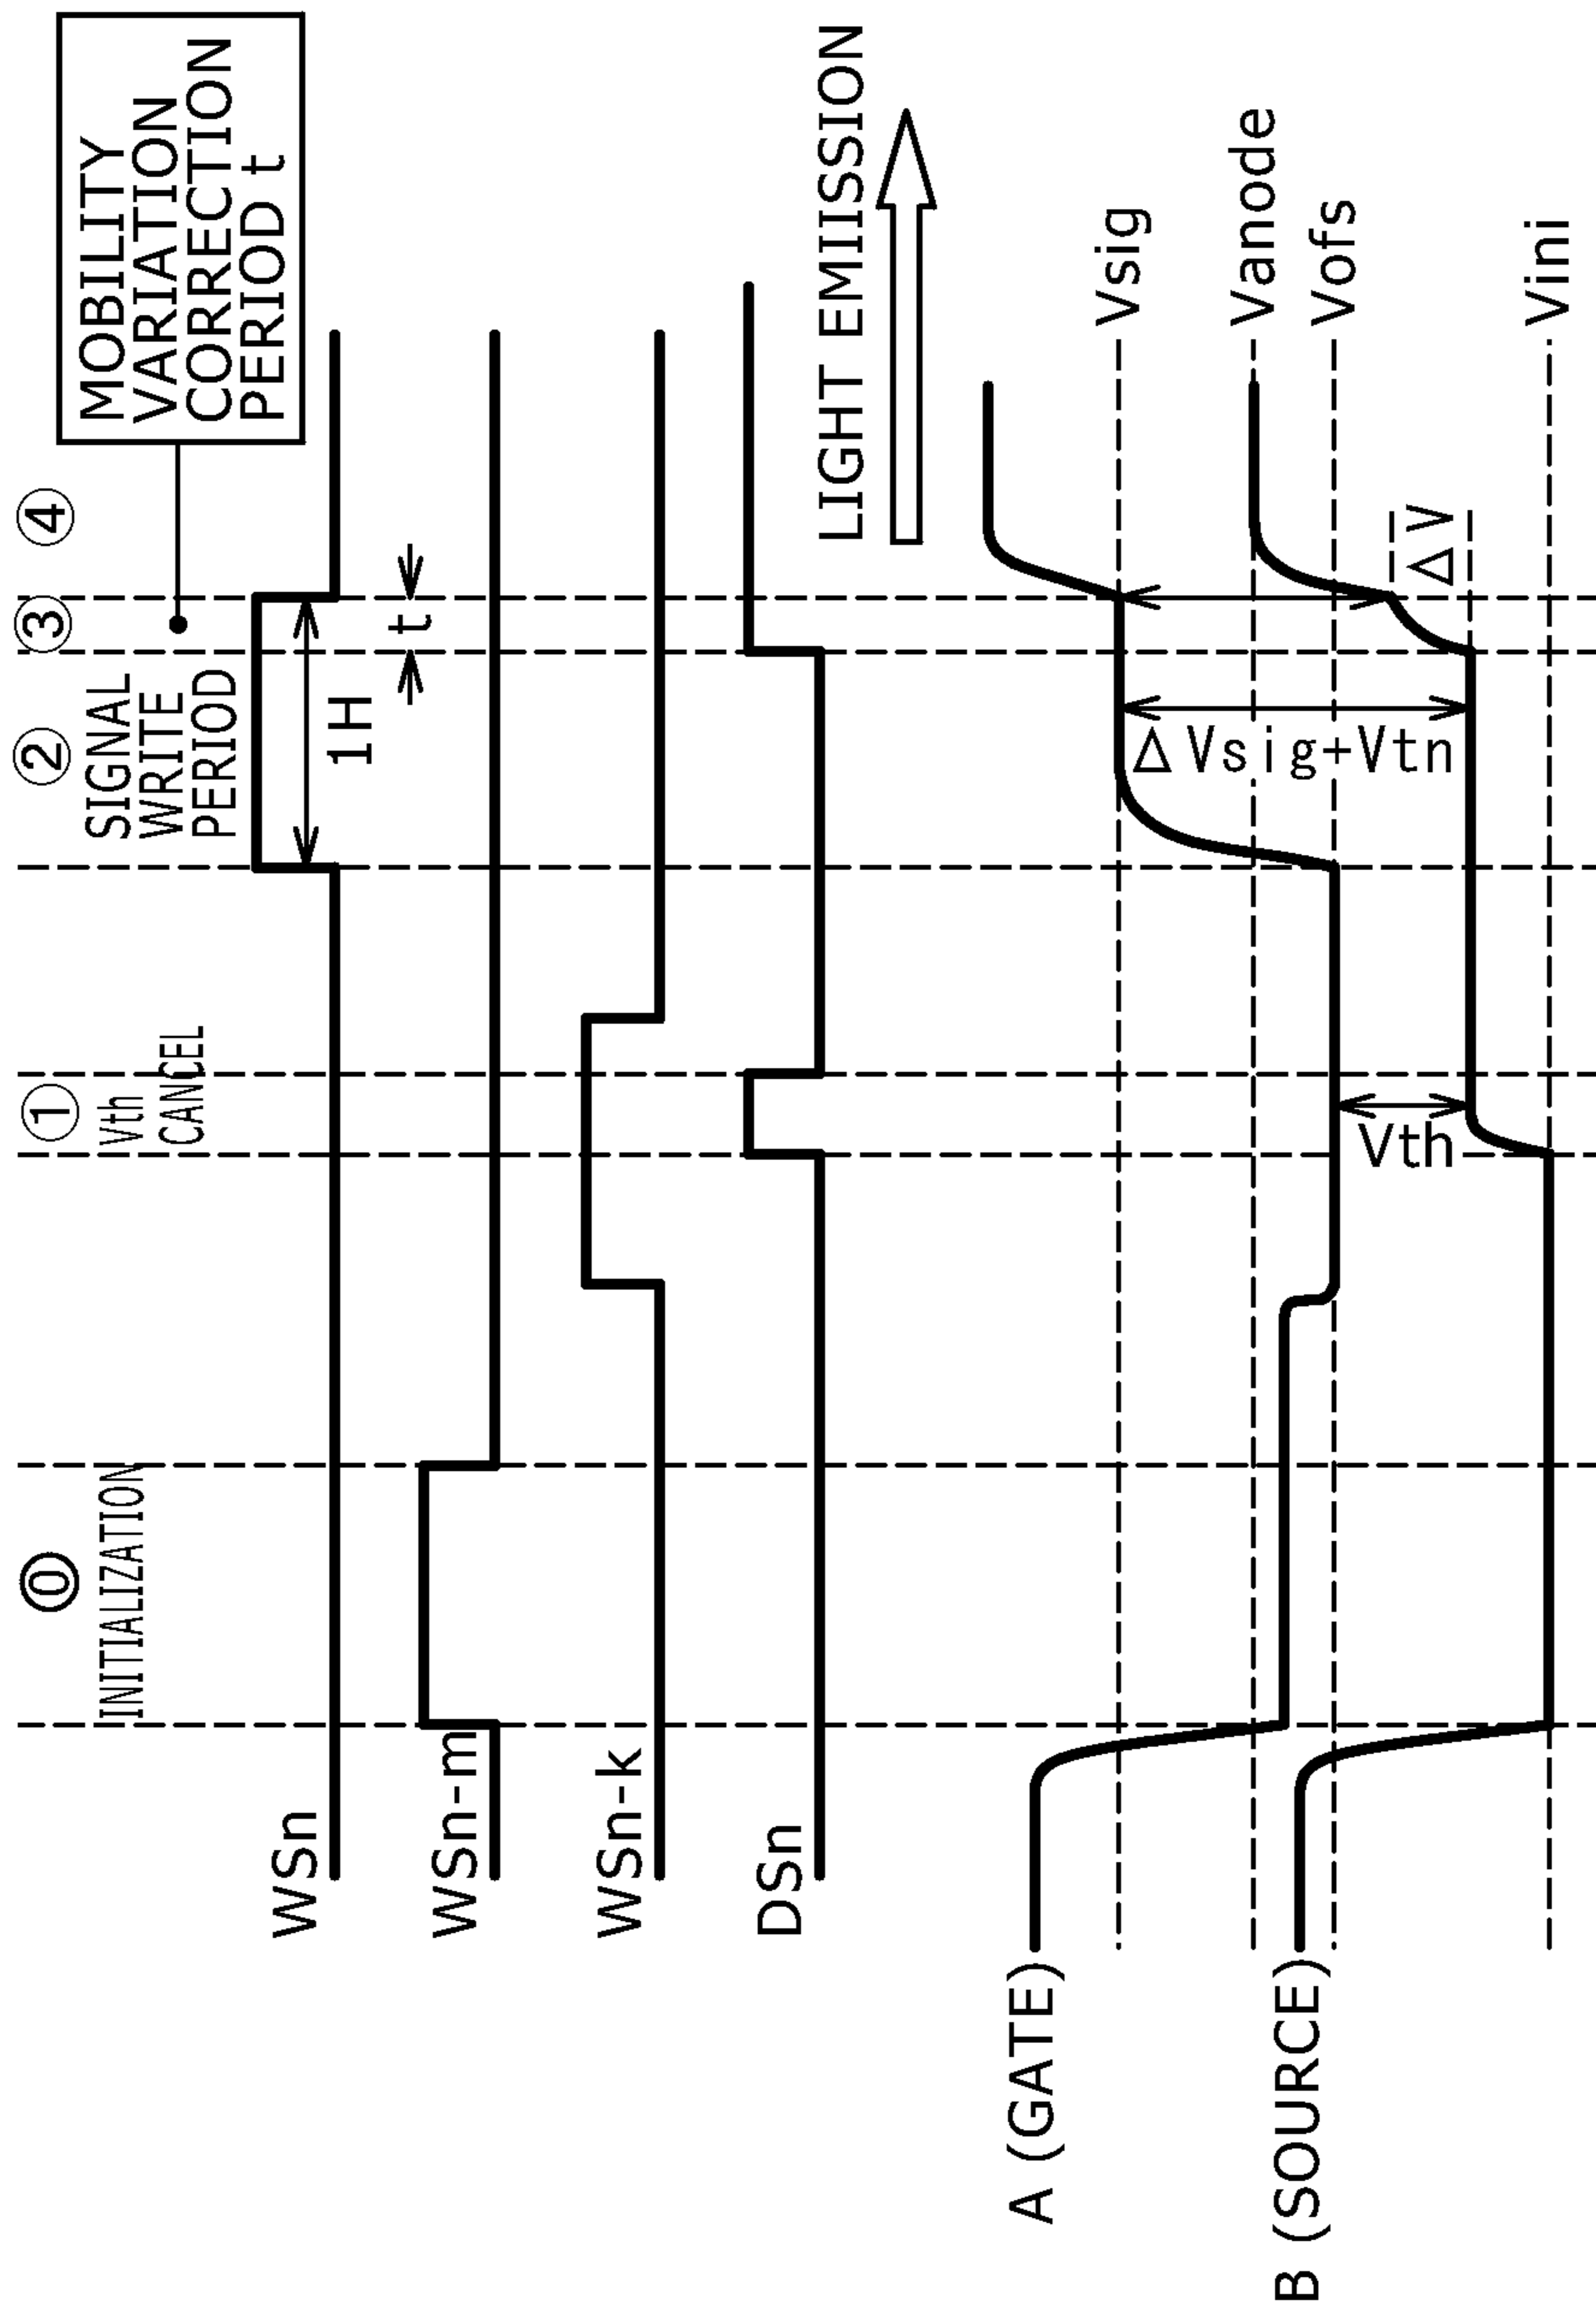 ⓪
INITIALIZATION
①
Vth
CANCEL
②
SIGNAL
WRITE
PERIOD
③
④
MOBILITY
VARIATION
CORRECTION
PERIOD t
WSn
1H
WSn-m
t
WSn-k
DSn
LIGHT EMISSION
A (GATE)
Vsig
Vanode
B (SOURCE)
Vofs
ΔVsig+Vtn
Vth
ΔV
Vini